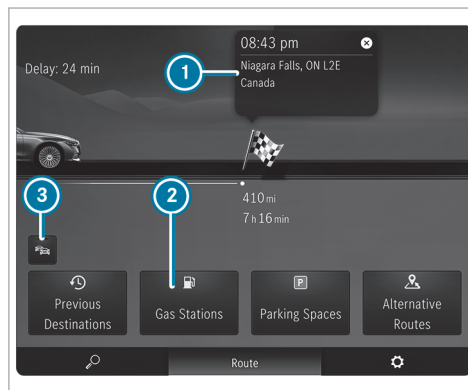 08:43 pm
Delay: 24 min
Niagara Falls, ON L2E
Canada
1
3
2
410 mi
7 h 16 min
P
Previous
Destinations
Gas Stations
Parking Spaces
Alternative
Routes
Route